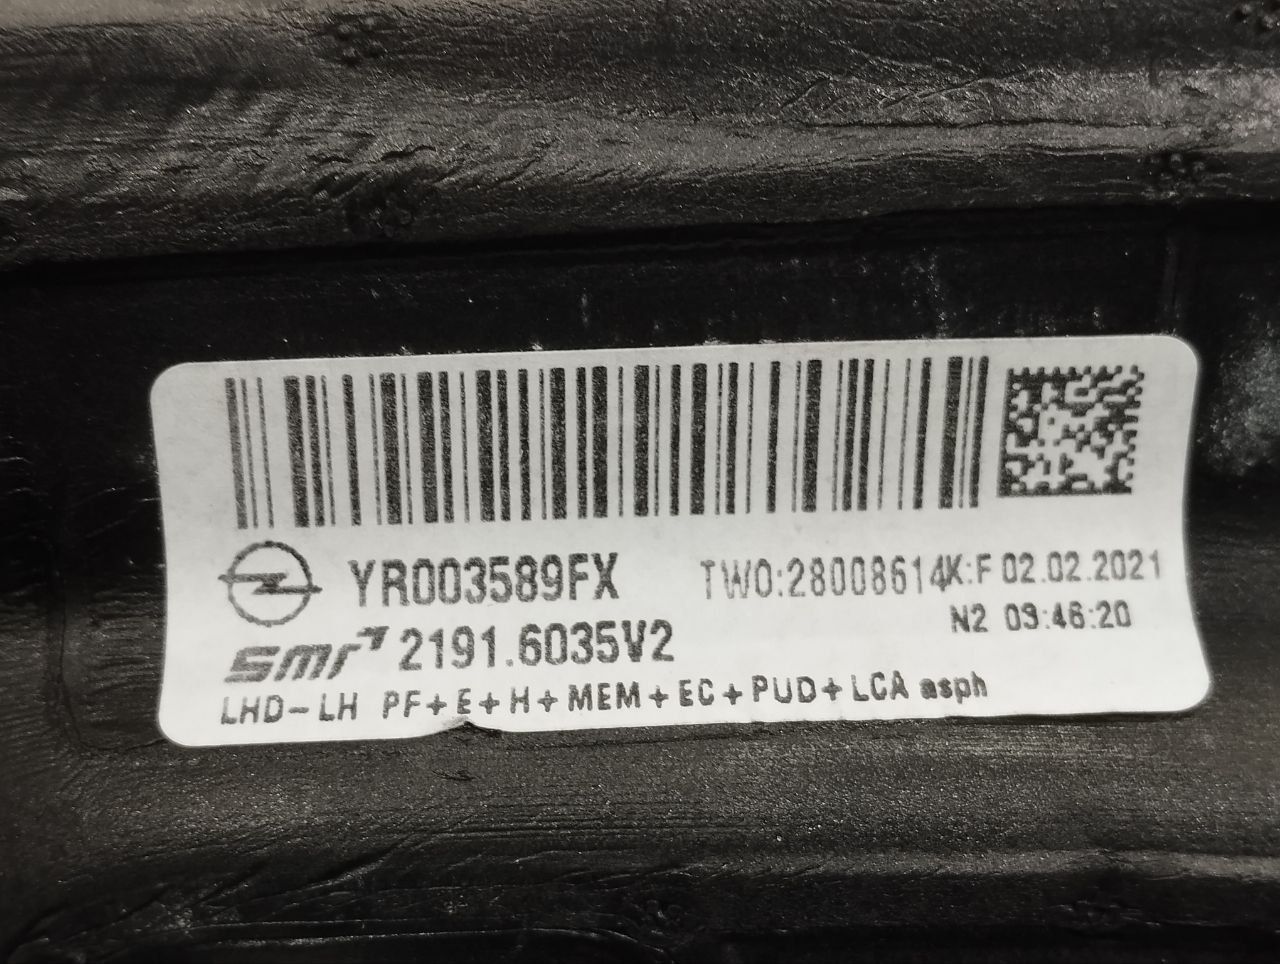 YR003589FX TWO:28008614K:F 02.02.2021
N2 09:46:20
smr 2191.6035V2
LHD-LH PF+E+H+MEM+EC+PUD+LCA asph